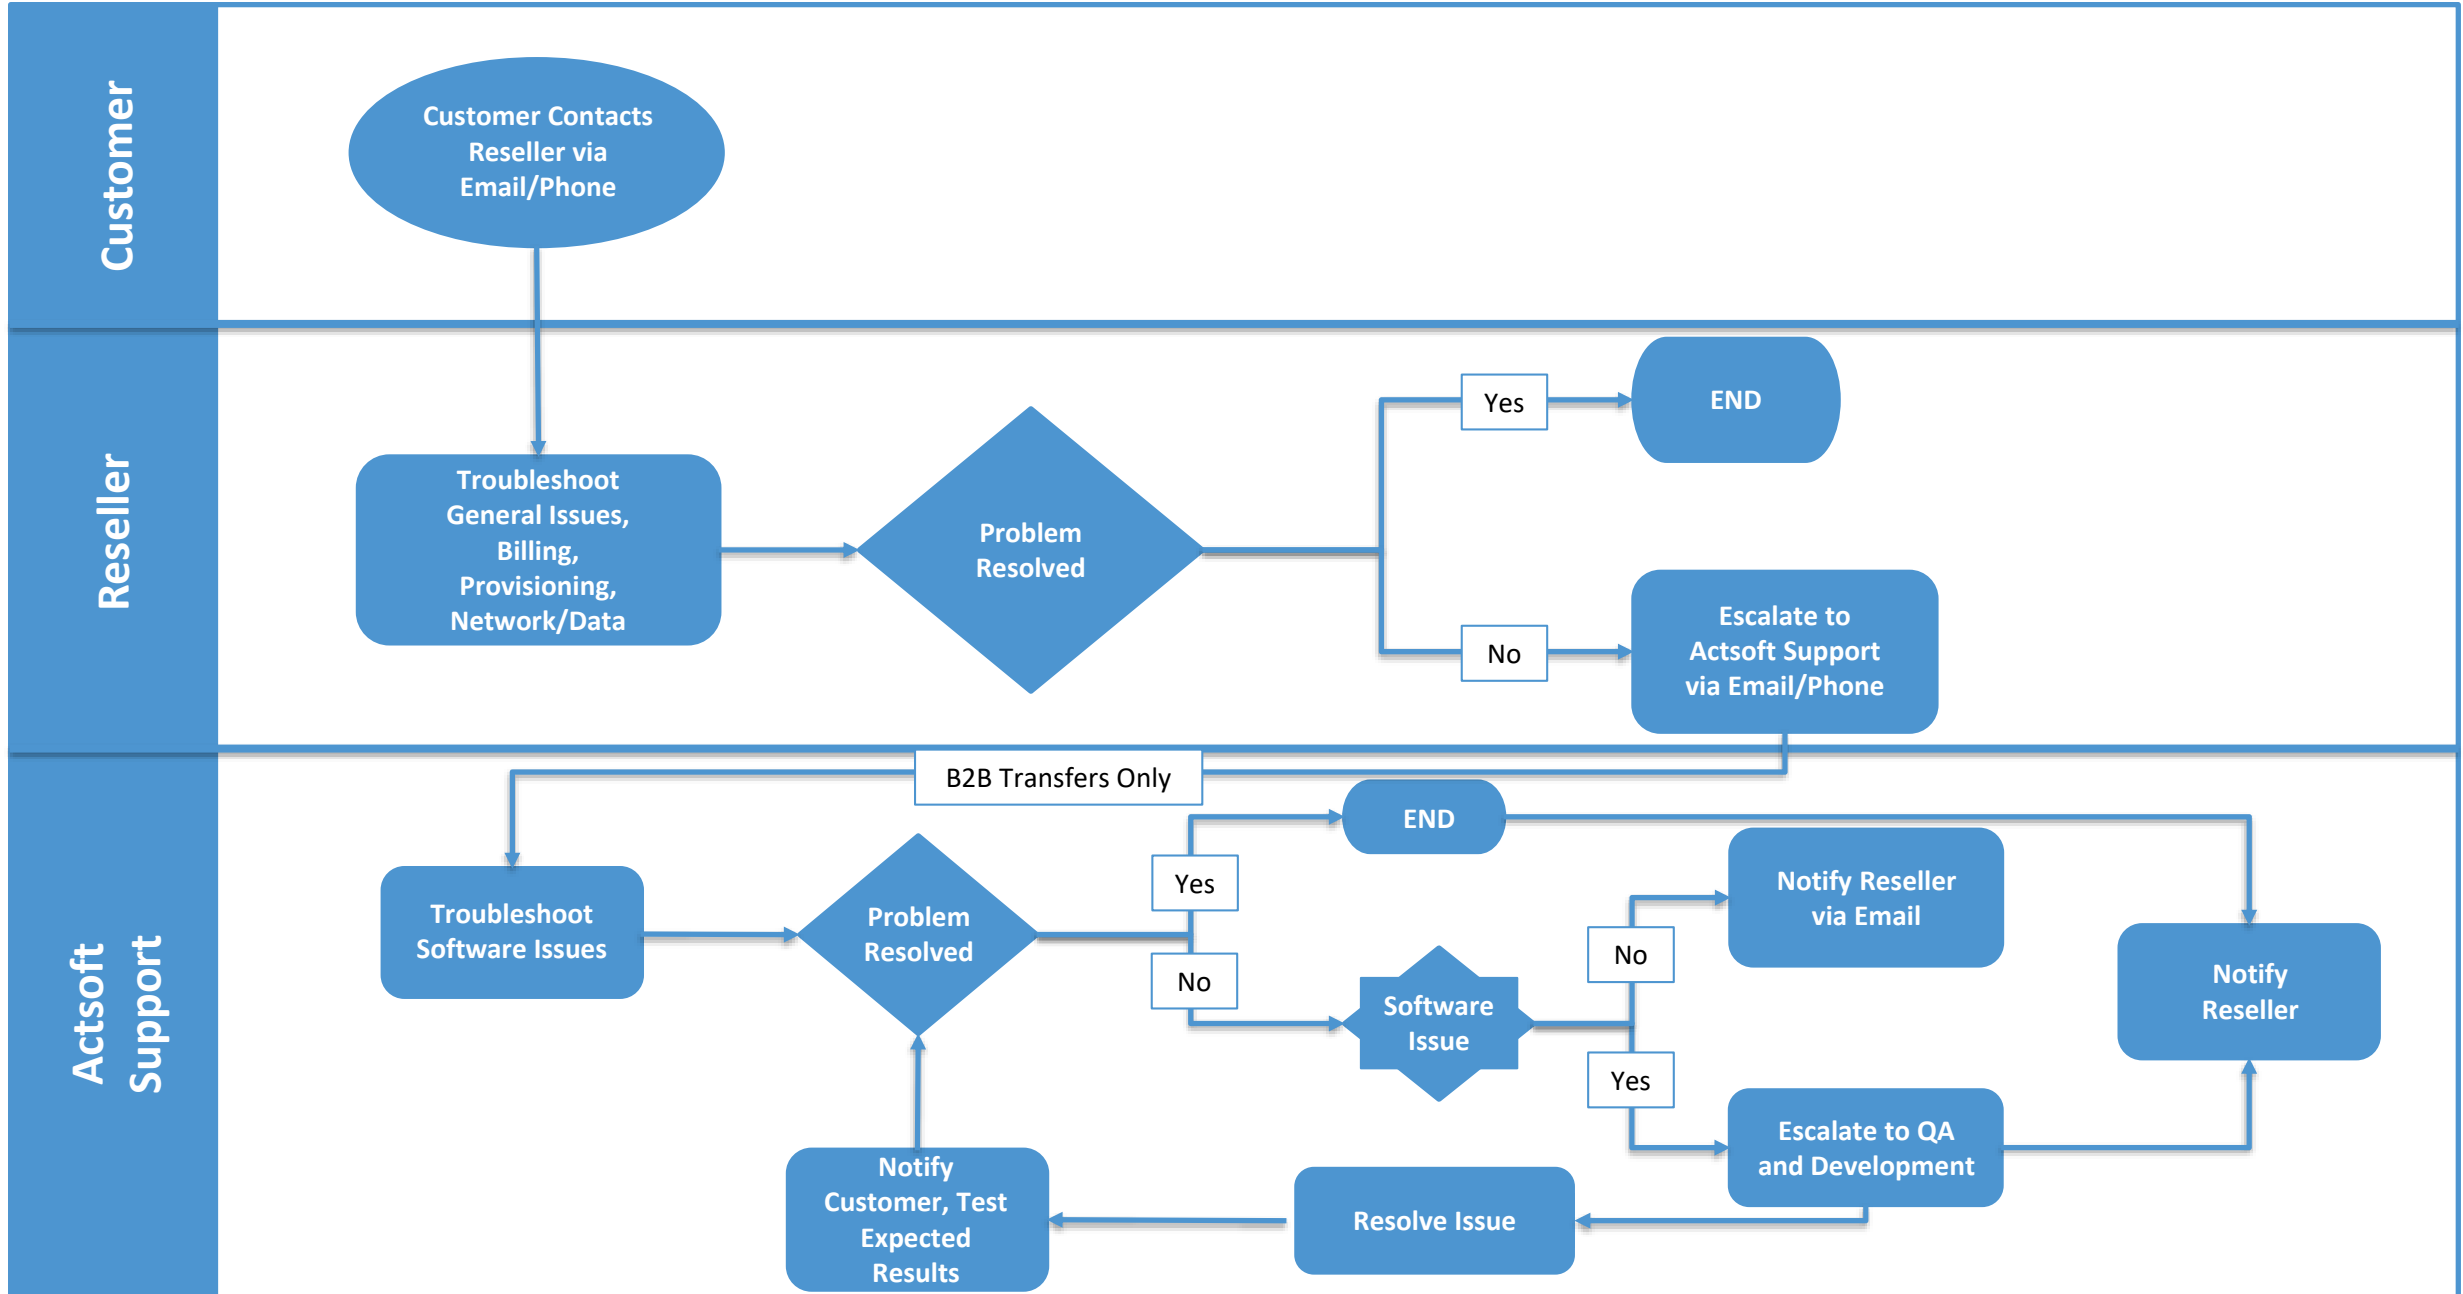 Customer
Customer Contacts
Reseller via
Email/Phone
Reseller
Troubleshoot
General Issues,
Billing,
Provisioning,
Network/Data
Problem
Resolved
Yes
END
No
Escalate to
Actsoft Support
via Email/Phone
Actsoft
Support
B2B Transfers Only
Troubleshoot
Software Issues
Problem
Resolved
Yes
END
No
Software
Issue
No
Notify Reseller
via Email
Yes
Escalate to QA
and Development
Notify
Reseller
Resolve Issue
Notify
Customer, Test
Expected
Results